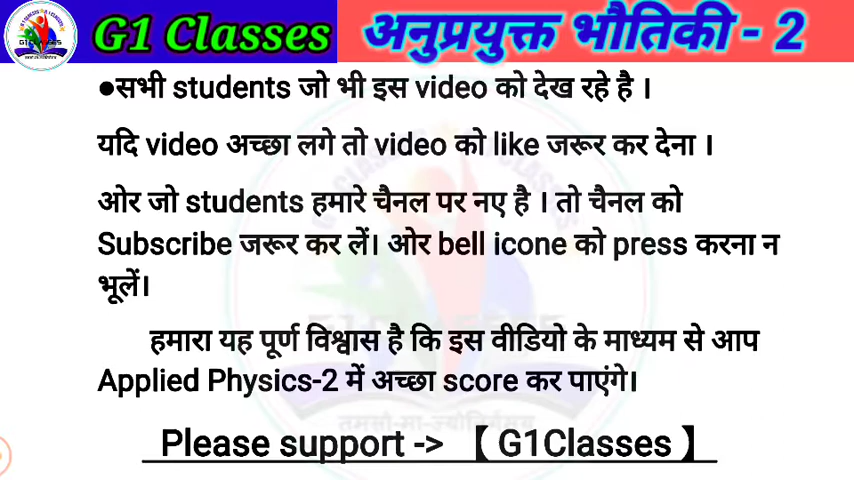 G1 Classes
अनुप्रयुक्त भौतिकी - 2
●सभी students जो भी इस video को देख रहे है ।
यदि video अच्छा लगे तो video को like जरूर कर देना ।
ओर जो students हमारे चैनल पर नए है । तो चैनल को
Subscribe जरूर कर लें। ओर bell icone को press करना न
भूलें।
हमारा यह पूर्ण विश्वास है कि इस वीडियो के माध्यम से आप
Applied Physics-2 में अच्छा score कर पाएंगे।
तमसो-मा-ज्योतिर्गमय
Please support -> 【 G1Classes 】